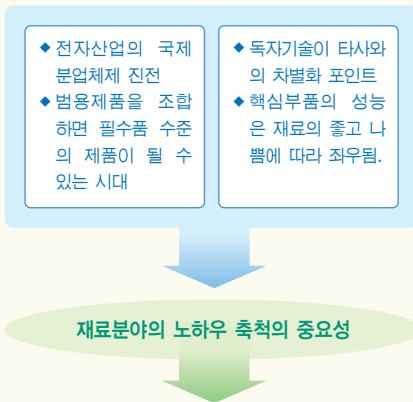 ◆ 전자산업의 국제
분업체제 진전
◆ 범용제품을 조합
하면 필수품 수준
의 제품이 될 수
있는 시대
◆ 독자기술이 타사와
의 차별화 포인트
◆ 핵심부품의 성능
은 재료의 좋고 나
쁨에 따라 좌우됨.
재료분야의 노하우 축척의 중요성